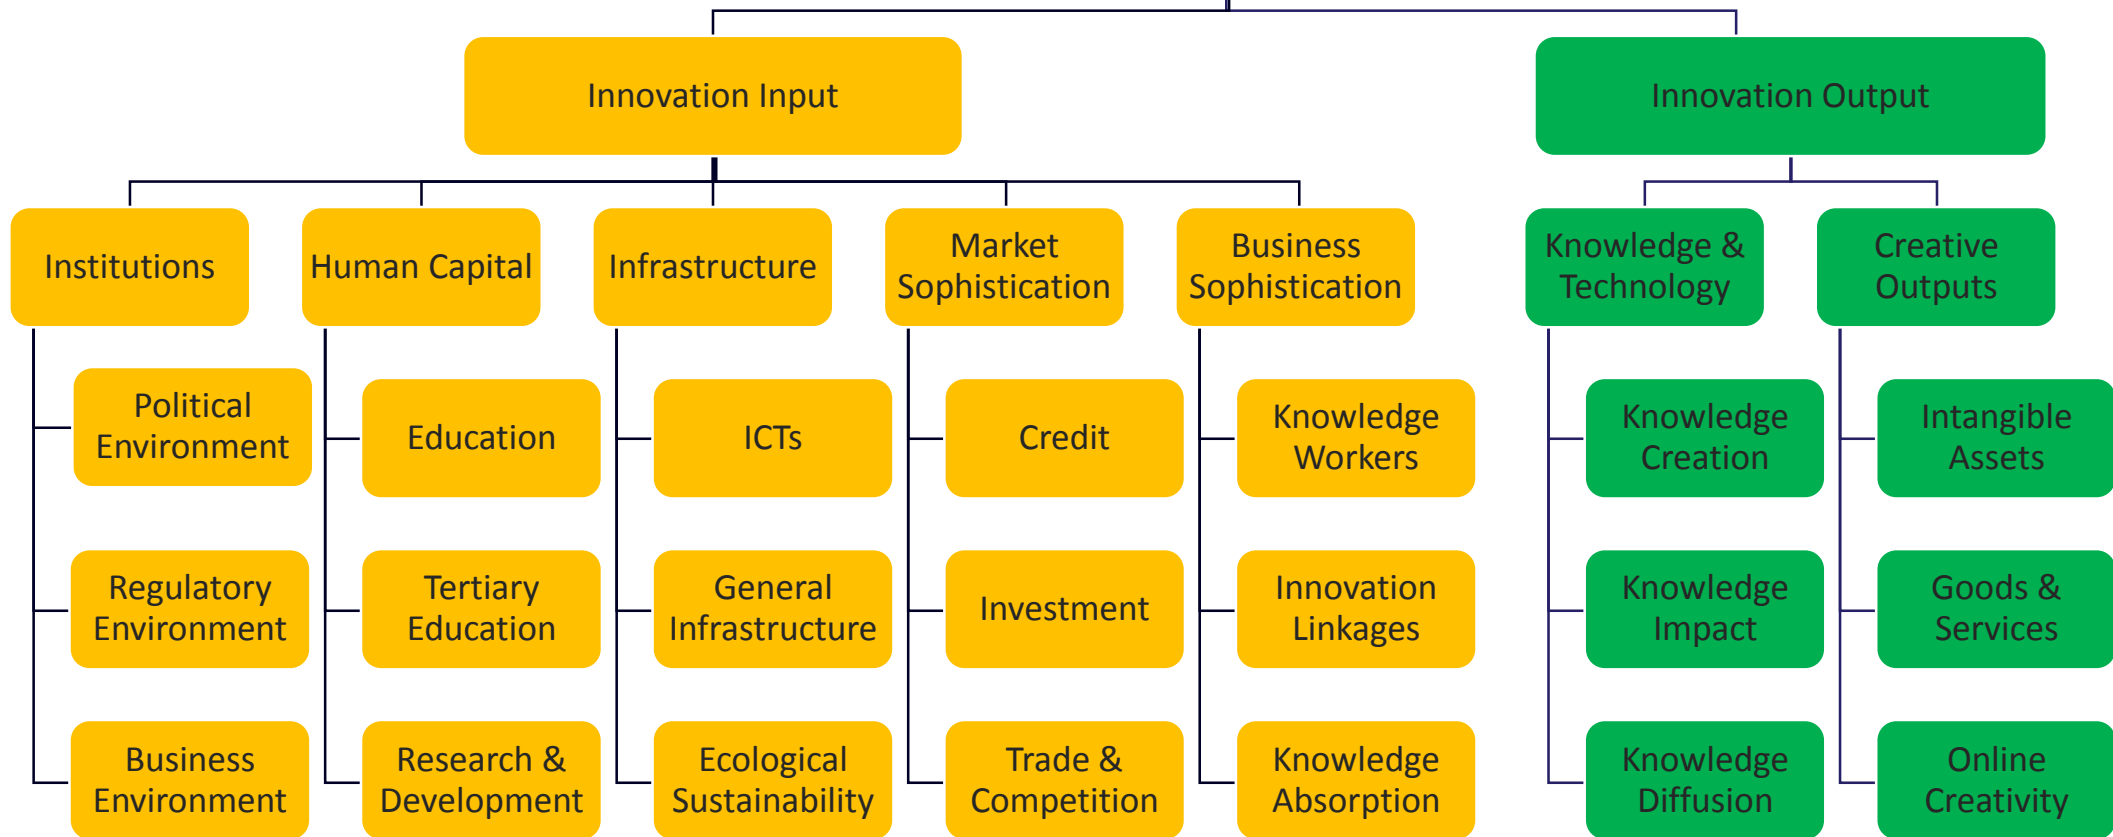 Innovation Input
Innovation Output
Institutions
Human Capital
Infrastructure
Market
Sophistication
Business
Sophistication
Knowledge &
Technology
Creative
Outputs
Political
Environment
Education
ICTs
Credit
Knowledge
Workers
Knowledge
Creation
Intangible
Assets
Regulatory
Environment
Tertiary
Education
General
Infrastructure
Investment
Innovation
Linkages
Knowledge
Impact
Goods &
Services
Business
Environment
Research &
Development
Ecological
Sustainability
Trade &
Competition
Knowledge
Absorption
Knowledge
Diffusion
Online
Creativity